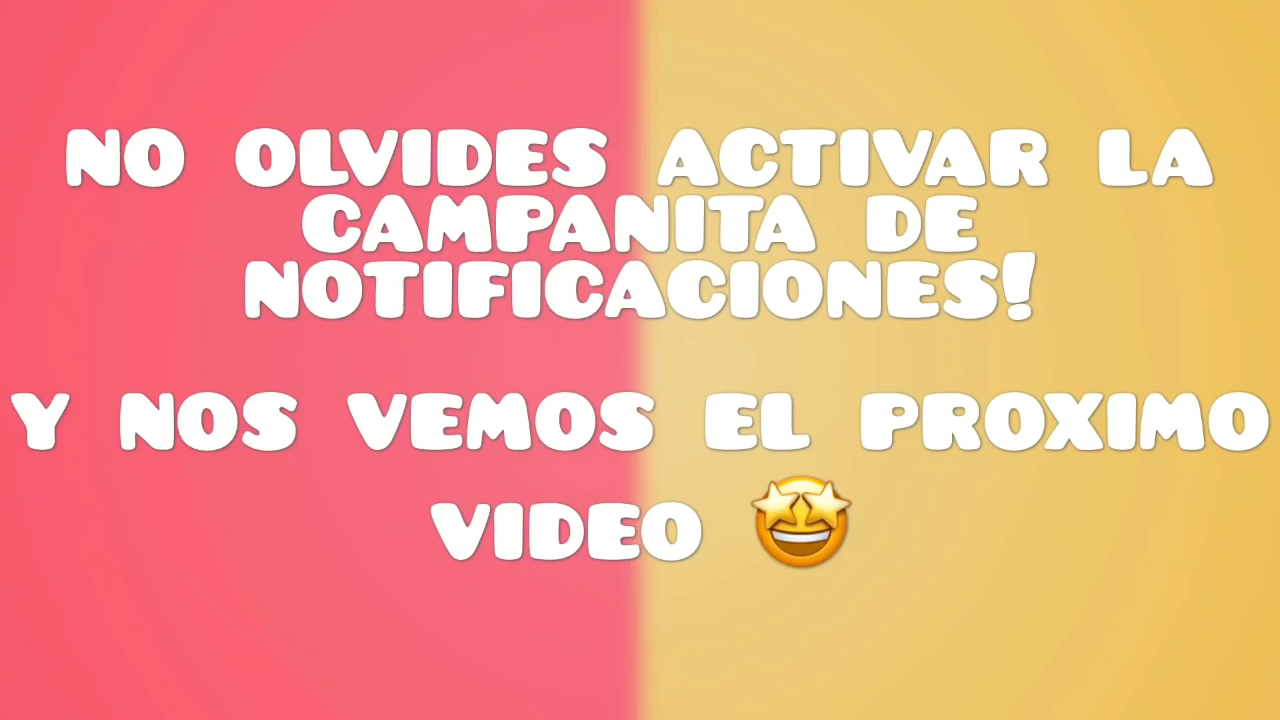 NO OLVIDES ACTIVAR LA
CAMPANITA DE
NOTIFICACIONES!
Y NOS VEMOS EL PROXIMO
VIDEO 🤩